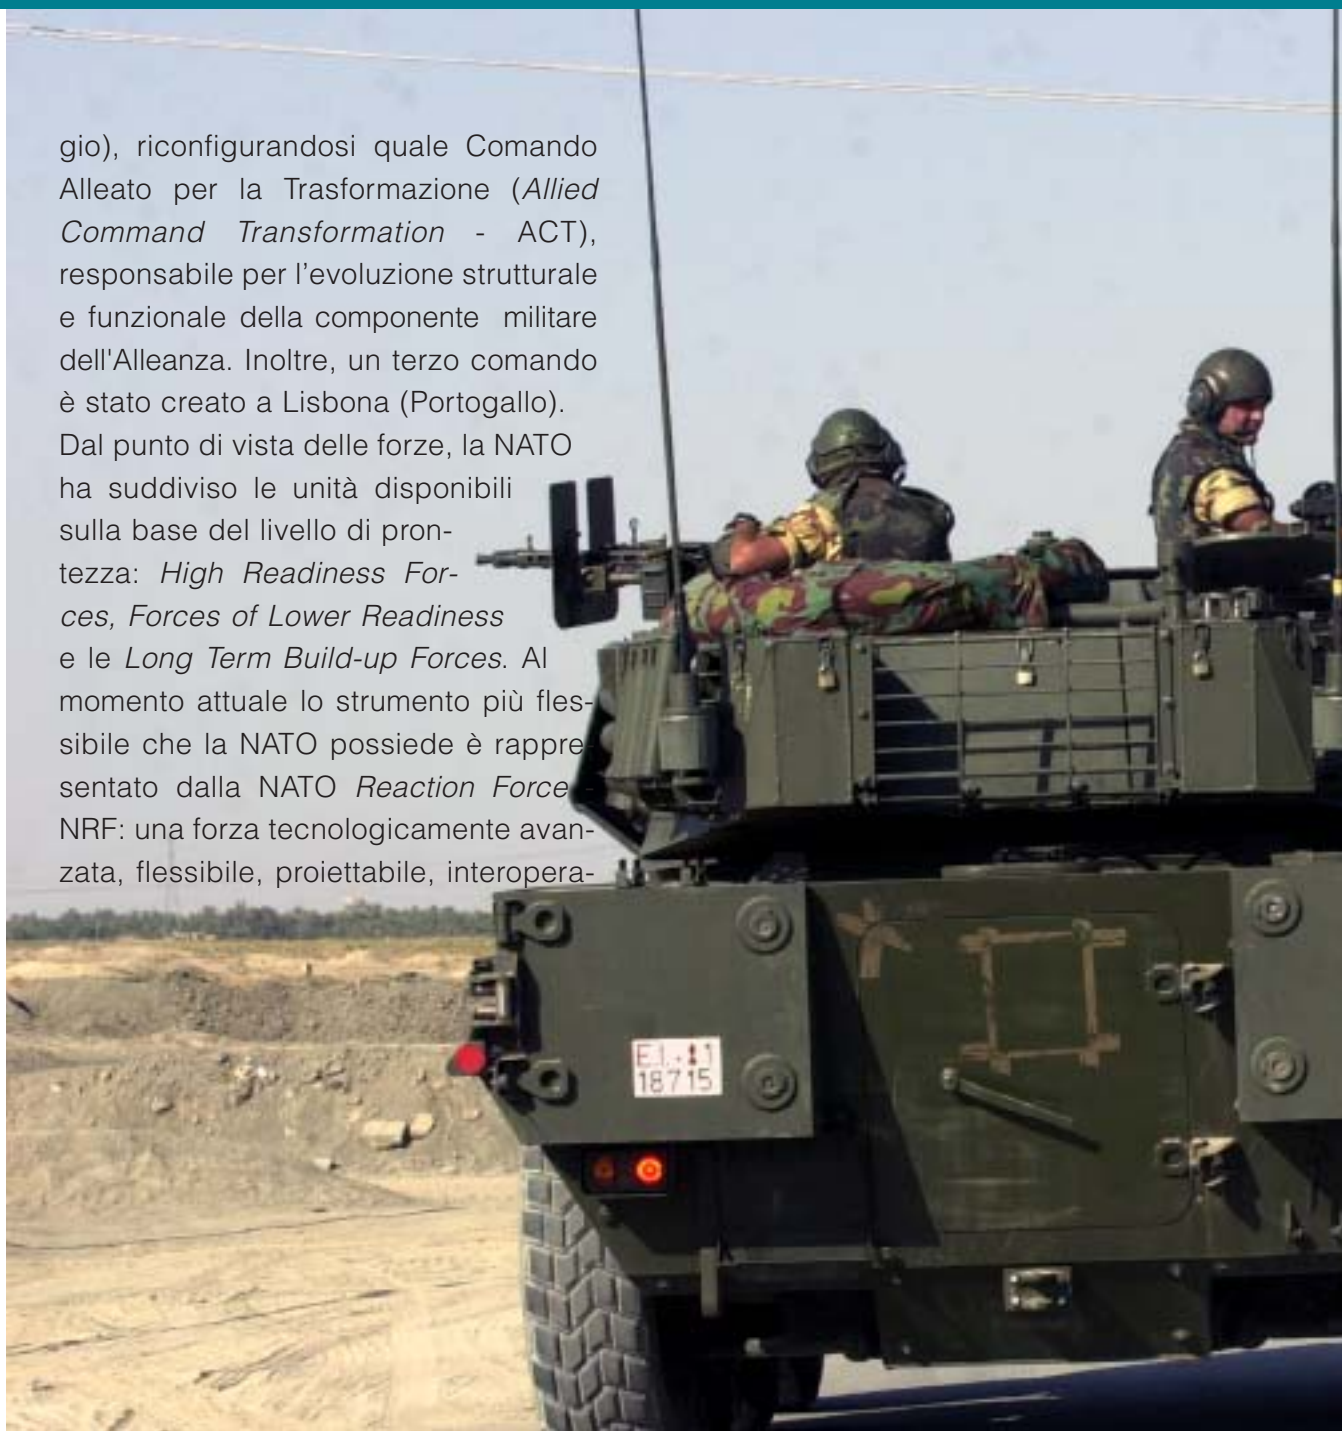 gio), riconfigurandosi quale Comando
Alleato per la Trasformazione (Allied
Command Transformation - ACT),
responsabile per l’evoluzione strutturale
e funzionale della componente militare
dell'Alleanza. Inoltre, un terzo comando
è stato creato a Lisbona (Portogallo).
Dal punto di vista delle forze, la NATO
ha suddiviso le unità disponibili
sulla base del livello di pron-
tezza: High Readiness For-
ces, Forces of Lower Readiness
e le Long Term Build-up Forces. Al
momento attuale lo strumento più fles-
sibile che la NATO possiede è rappre-
sentato dalla NATO Reaction Force -
NRF: una forza tecnologicamente avan-
zata, flessibile, proiettabile, interopera-
E.I.
18715